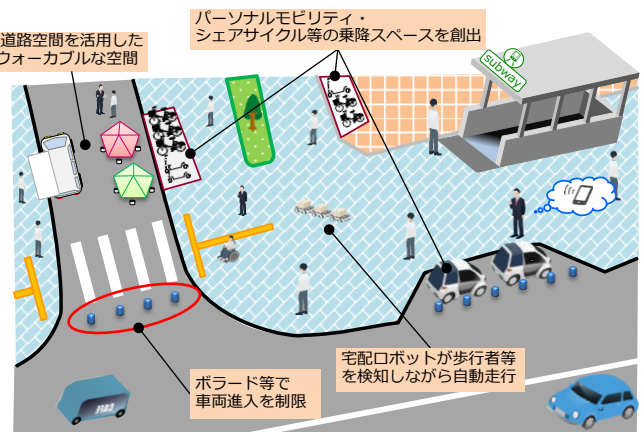 パーソナルモビリティ・
シェアサイクル等の乗降スペースを創出
道路空間を活用した
ウォーカブルな空間
subway
宅配ロボットが歩行者等
を検知しながら自動走行
ボラード等で
車両進入を制限